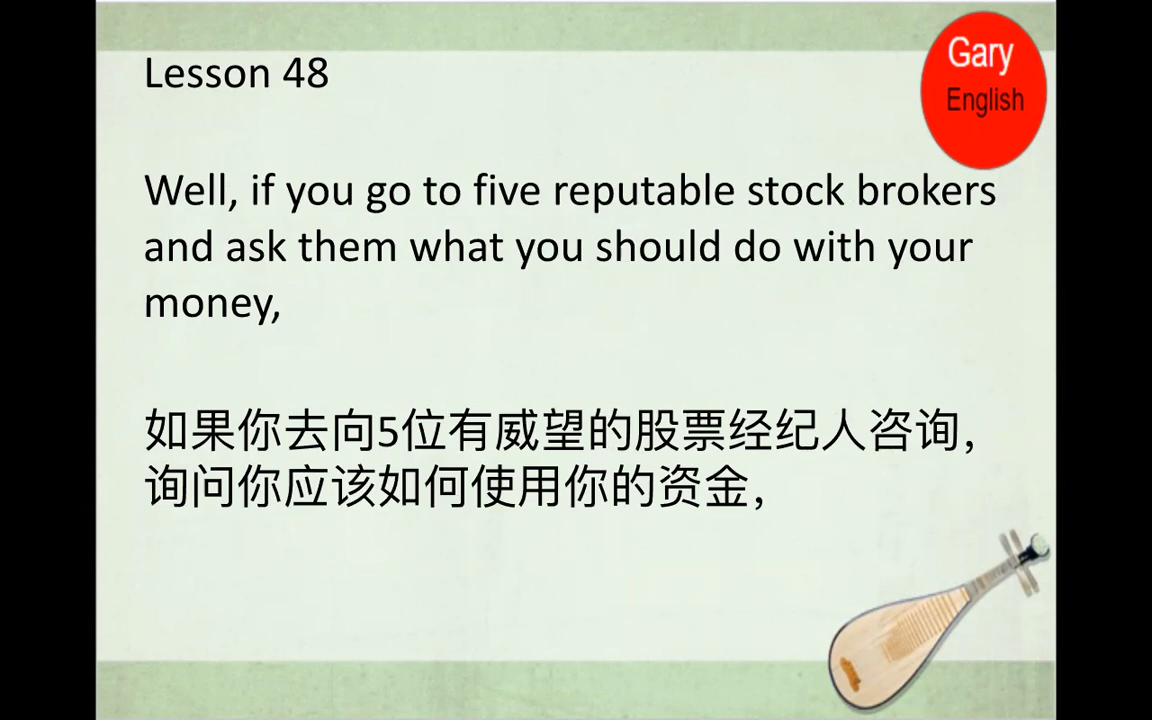 Lesson 48
Gary
English
Well, if you go to five reputable stock brokers
and ask them what you should do with your
money,
如果你去向5位有威望的股票经纪人咨询，
询问你应该如何使用你的资金，